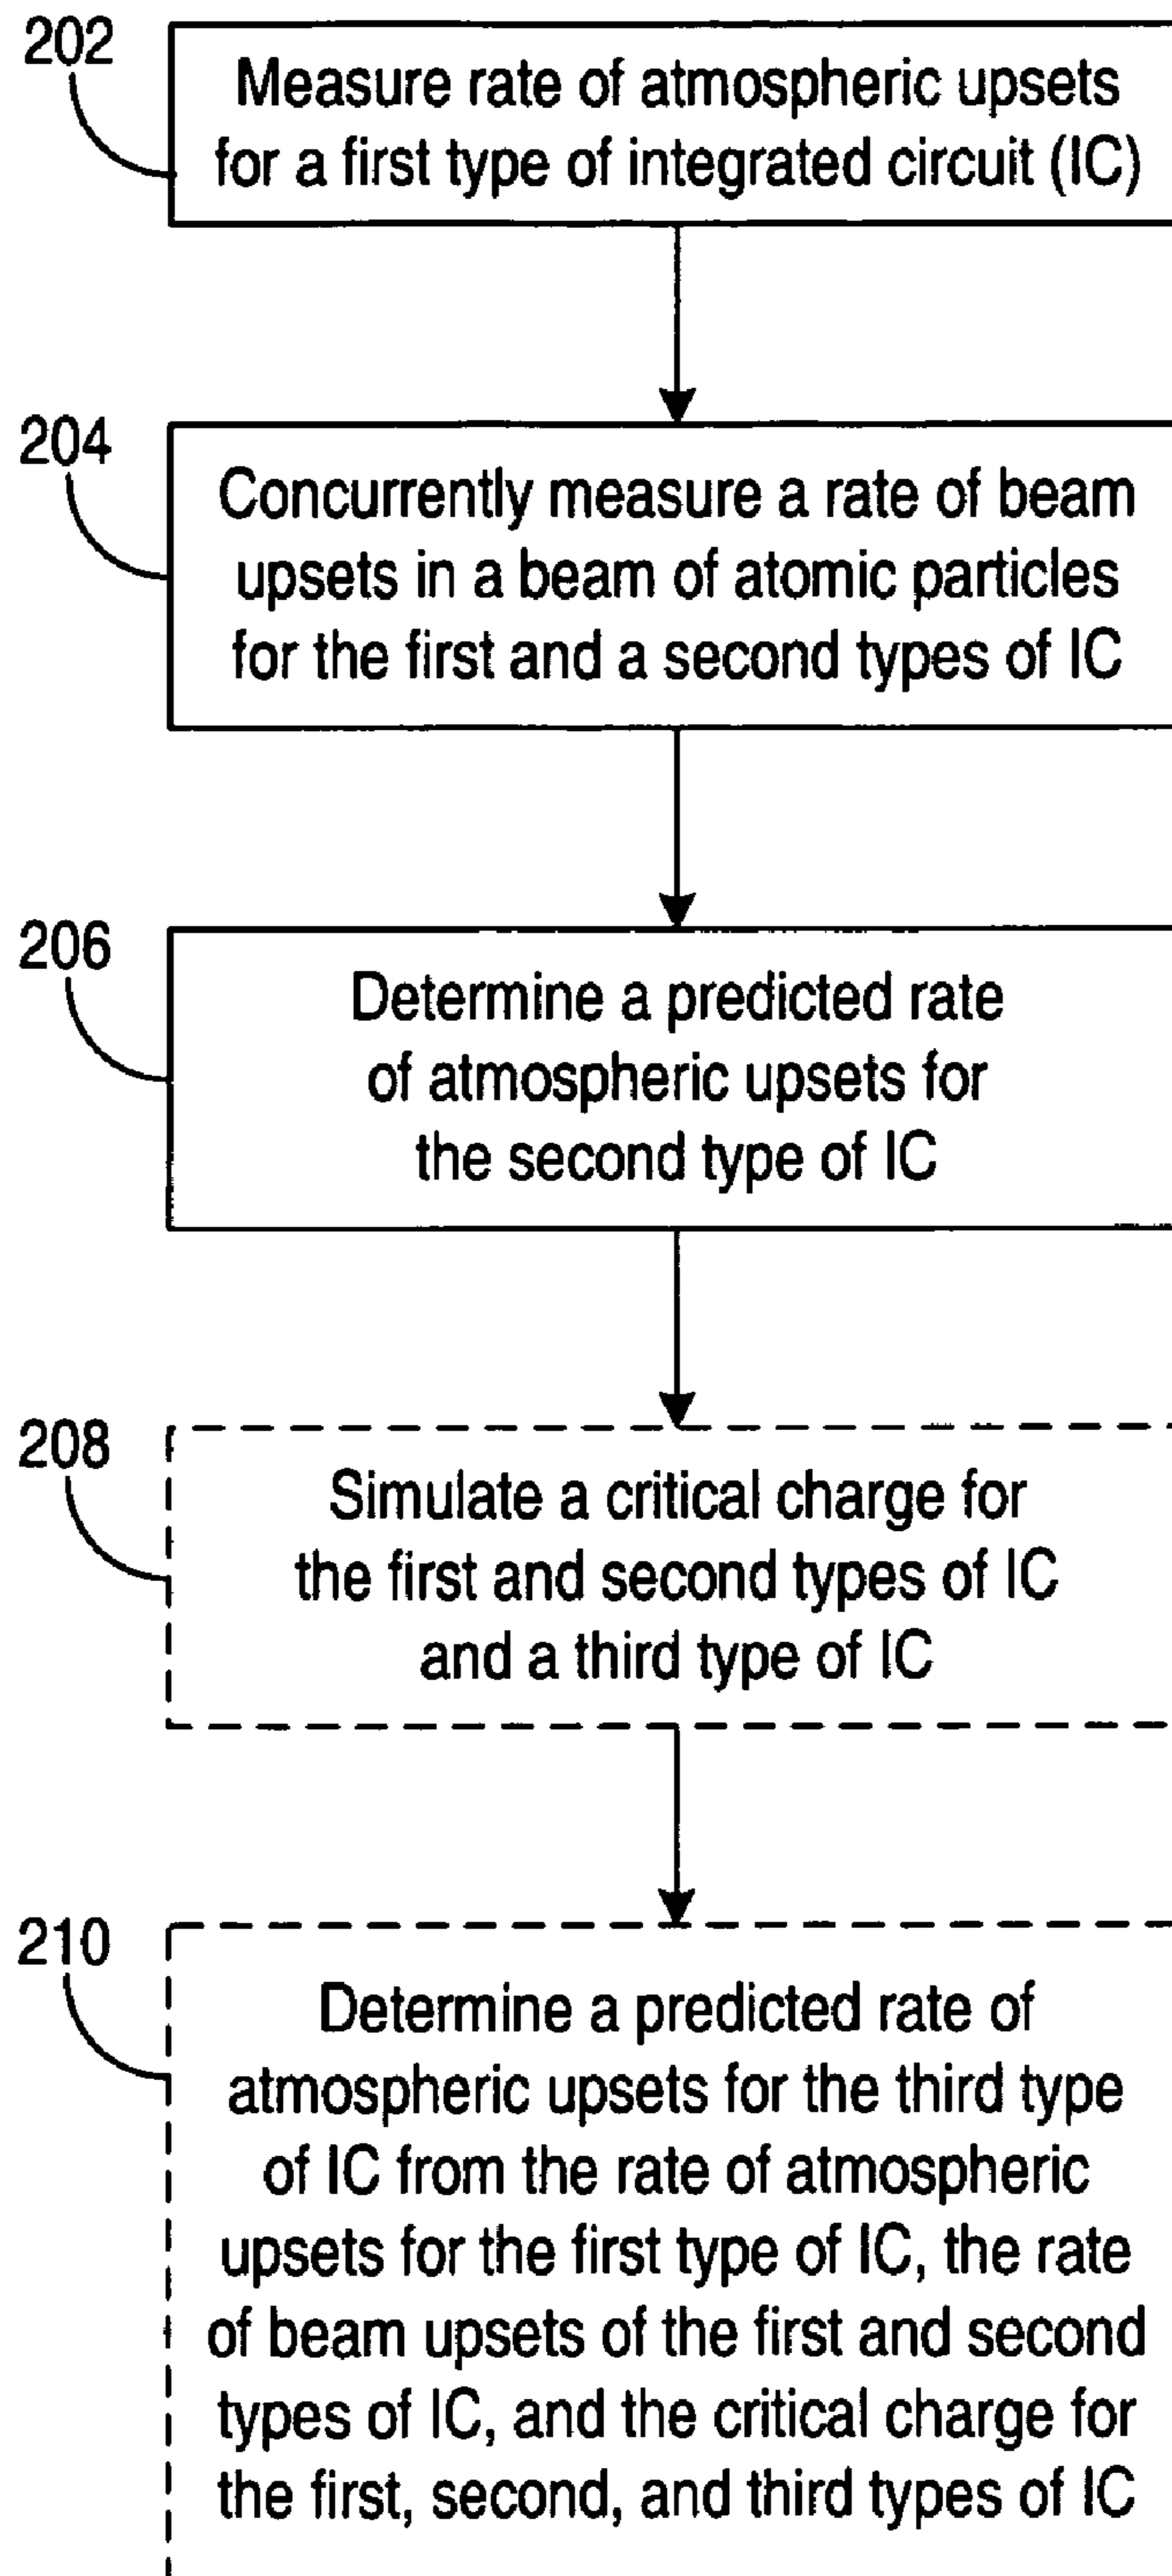 202
Measure rate of atmospheric upsets
for a first type of integrated circuit (IC)
204
Concurrently measure a rate of beam
upsets in a beam of atomic particles
for the first and a second types of IC
206
Determine a predicted rate
of atmospheric upsets for
the second type of IC
208
Simulate a critical charge for
the first and second types of IC
and a third type of IC
210
Determine a predicted rate of
atmospheric upsets for the third type
of IC from the rate of atmospheric
upsets for the first type of IC, the rate
of beam upsets of the first and second
types of IC, and the critical charge for
the first, second, and third types of IC